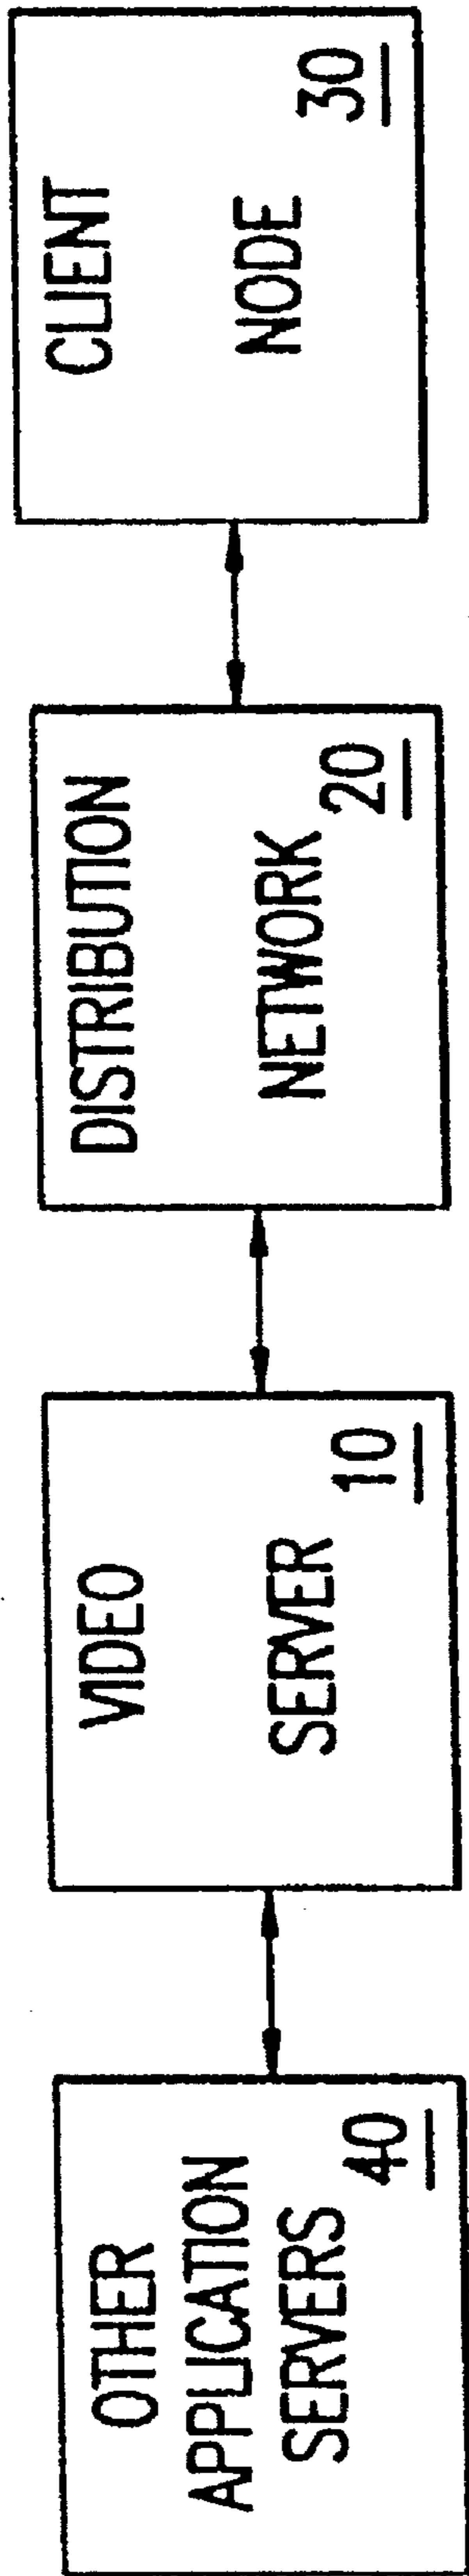 OTHER
APPLICATION
SERVERS
40
VIDEO
SERVER
10
DISTRIBUTION
NETWORK
20
CLIENT
NODE
30